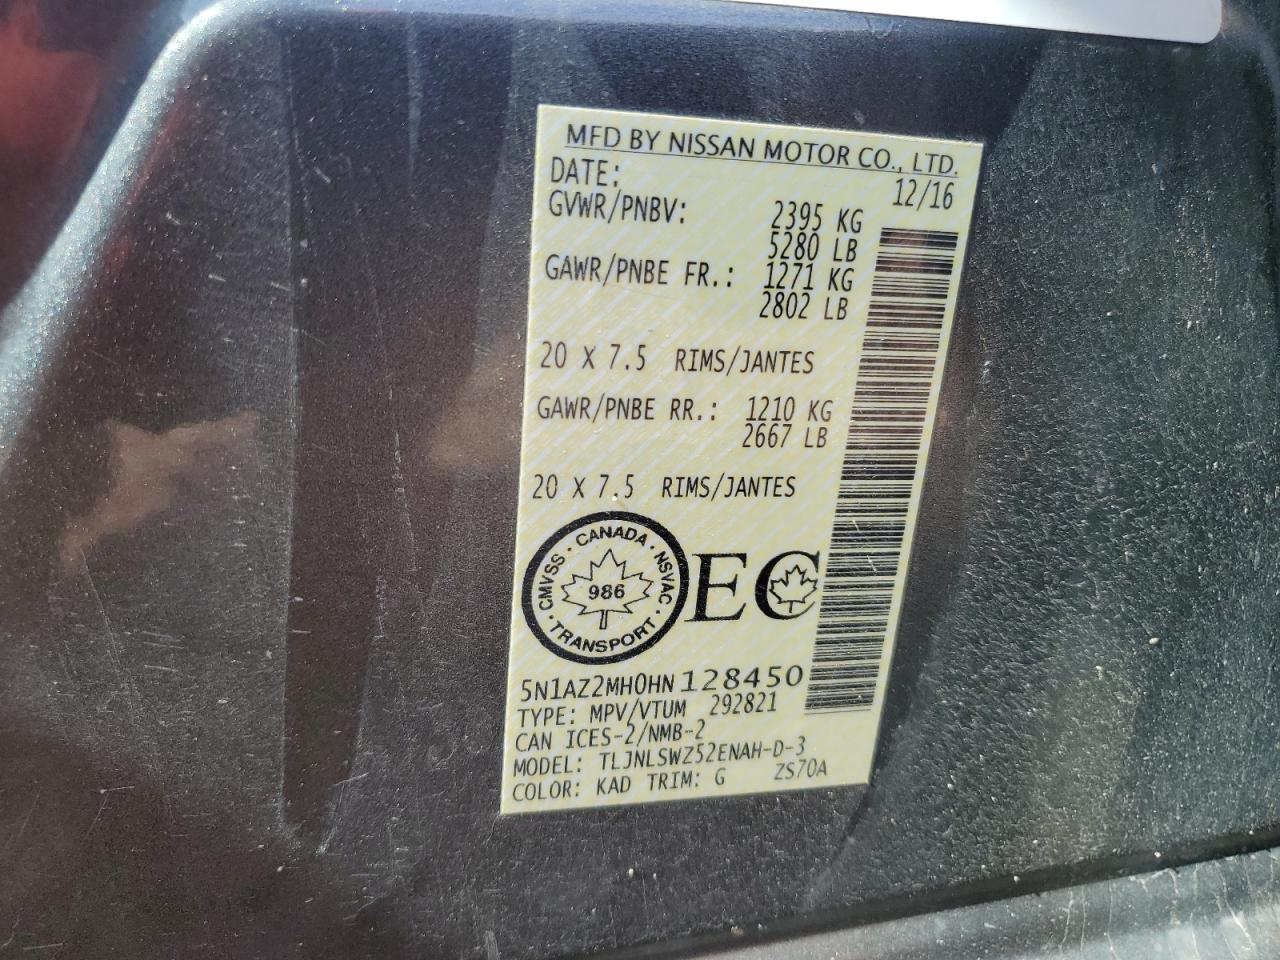 MFD BY NISSAN MOTOR CO., LTD.
DATE: 12/16
GVWR/PNBV: 2395 KG
5280 LB
GAWR/PNBE FR.: 1271 KG
2802 LB
20 X 7.5 RIMS/JANTES
GAWR/PNBE RR.: 1210 KG
2667 LB
20 X 7.5 RIMS/JANTES
CMVSS · CANADA · NSVAC · TRANSPORT ·
986
EC
5N1AZ2MH0HN128450
TYPE: MPV/VTUM 292821
CAN ICES-2/NMB-2
MODEL: TLJNLSWZ52ENAH-D-3
COLOR: KAD TRIM: G ZS70A